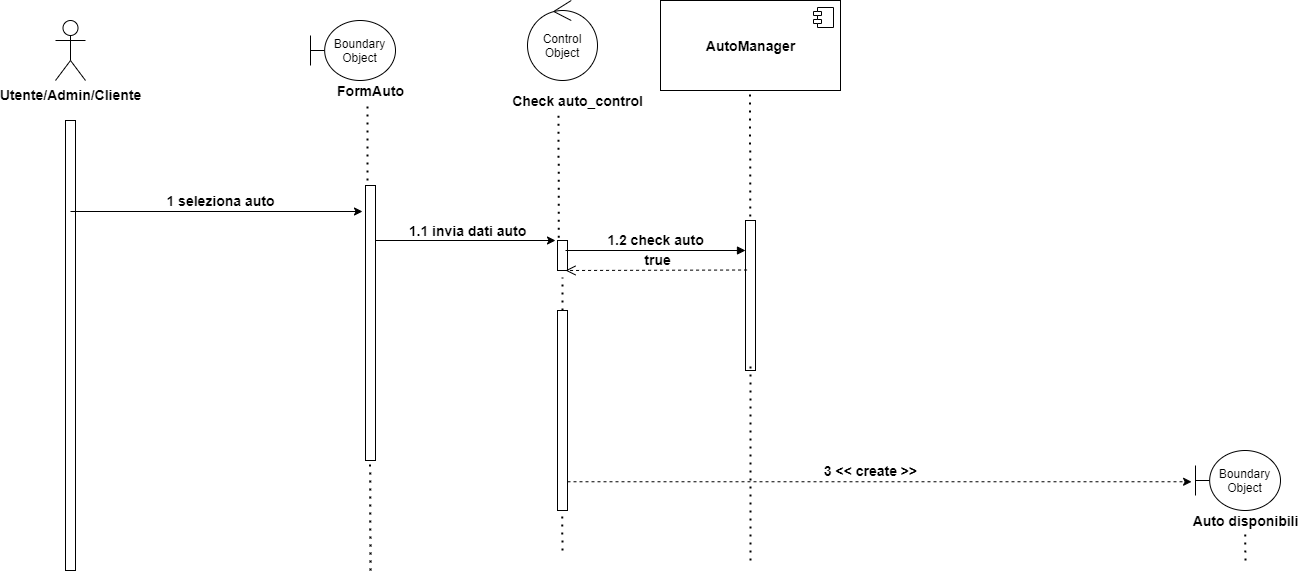 Utente/Admin/Cliente
Boundary
Object
FormAuto
Control
Object
Check auto_control
AutoManager
1 seleziona auto
1.1 invia dati auto
1.2 check auto
true
3 << create >>
Boundary
Object
Auto disponibili